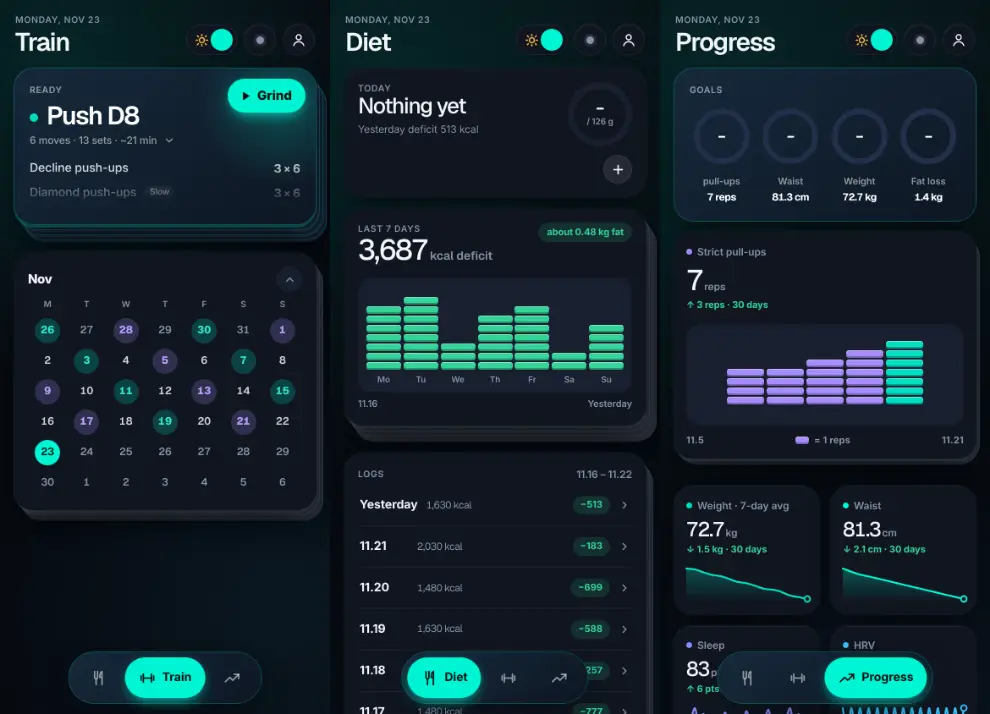 MONDAY, NOV 23
Train
READY
Grind
Push D8
6 moves · 13 sets · ~21 min
Decline push-ups 3 × 6
Diamond push-ups Slow 3 × 6
Nov
M T W T F S S
26 27 28 29 30 31 1
2 3 4 5 6 7 8
9 10 11 12 13 14 15
16 17 18 19 20 21 22
23 24 25 26 27 28 29
30 1 2 3 4 5 6
Train
MONDAY, NOV 23
Diet
TODAY
Nothing yet
Yesterday deficit 513 kcal
-
/ 126 g
+
LAST 7 DAYS
about 0.48 kg fat
3,687 kcal deficit
Mo Tu We Th Fr Sa Su
11.16 Yesterday
LOGS 11.16 – 11.22
Yesterday 1,630 kcal −513
11.21 2,030 kcal −183
11.20 1,480 kcal −699
11.19 1,630 kcal −588
11.18 257
11.17 1,480 kcal −777
Diet
MONDAY, NOV 23
Progress
GOALS
- - - -
pull-ups Waist Weight Fat loss
7 reps 81.3 cm 72.7 kg 1.4 kg
Strict pull-ups
7 reps
↑ 3 reps · 30 days
11.5 = 1 reps 11.21
Weight · 7-day avg
72.7 kg
↓ 1.5 kg · 30 days
Waist
81.3 cm
↓ 2.1 cm · 30 days
Sleep
83
↑ 6 pts
HRV
Progress